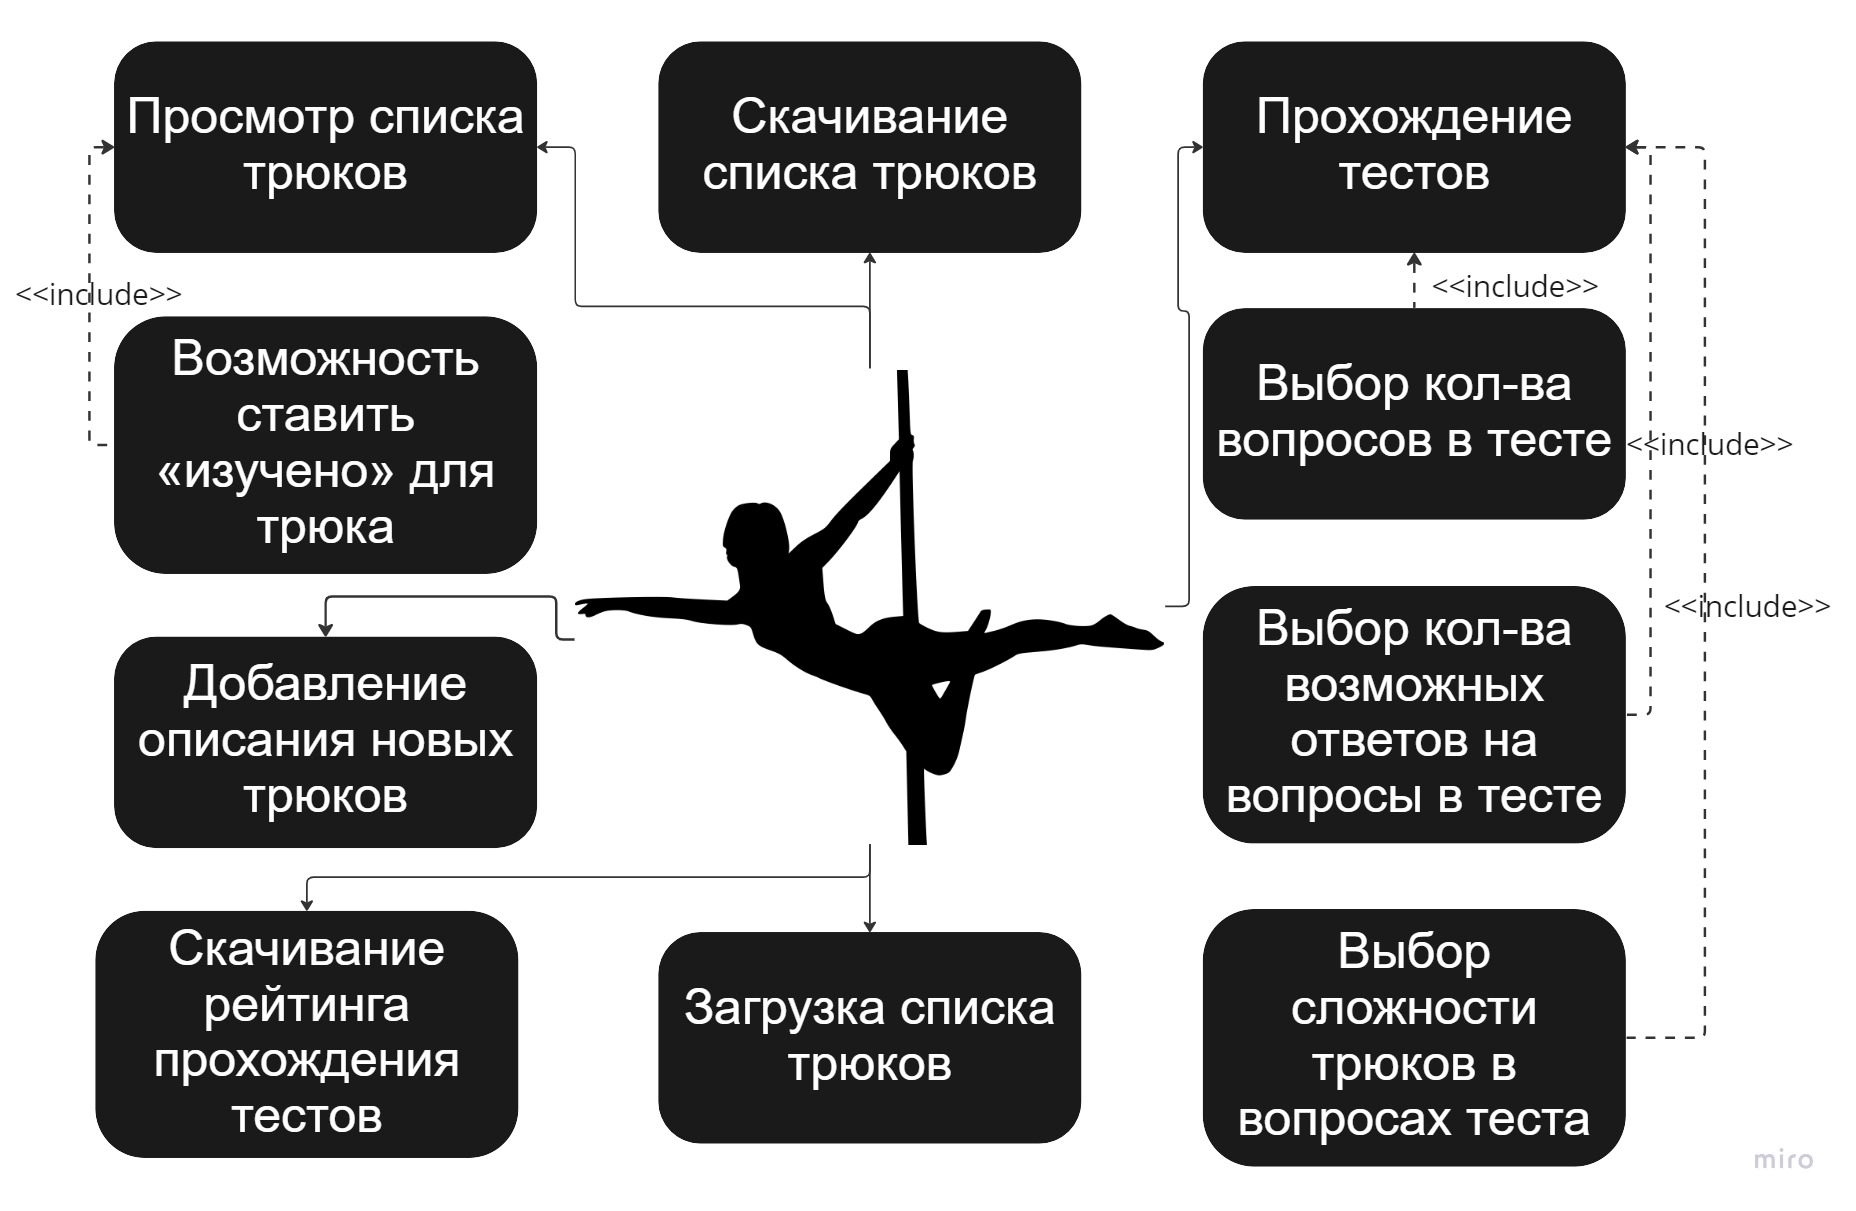 Просмотр списка
трюков
Скачивание
списка трюков
Прохождение
тестов
<<include>>
<<include>>
Возможность
ставить
«изучено» для
трюка
Выбор кол-ва
вопросов в тесте
<<include>>
<<include>>
Добавление
описания новых
трюков
Выбор кол-ва
возможных
ответов на
вопросы в тесте
Скачивание
рейтинга
прохождения
тестов
Загрузка списка
трюков
Выбор
сложности
трюков в
вопросах теста
miro